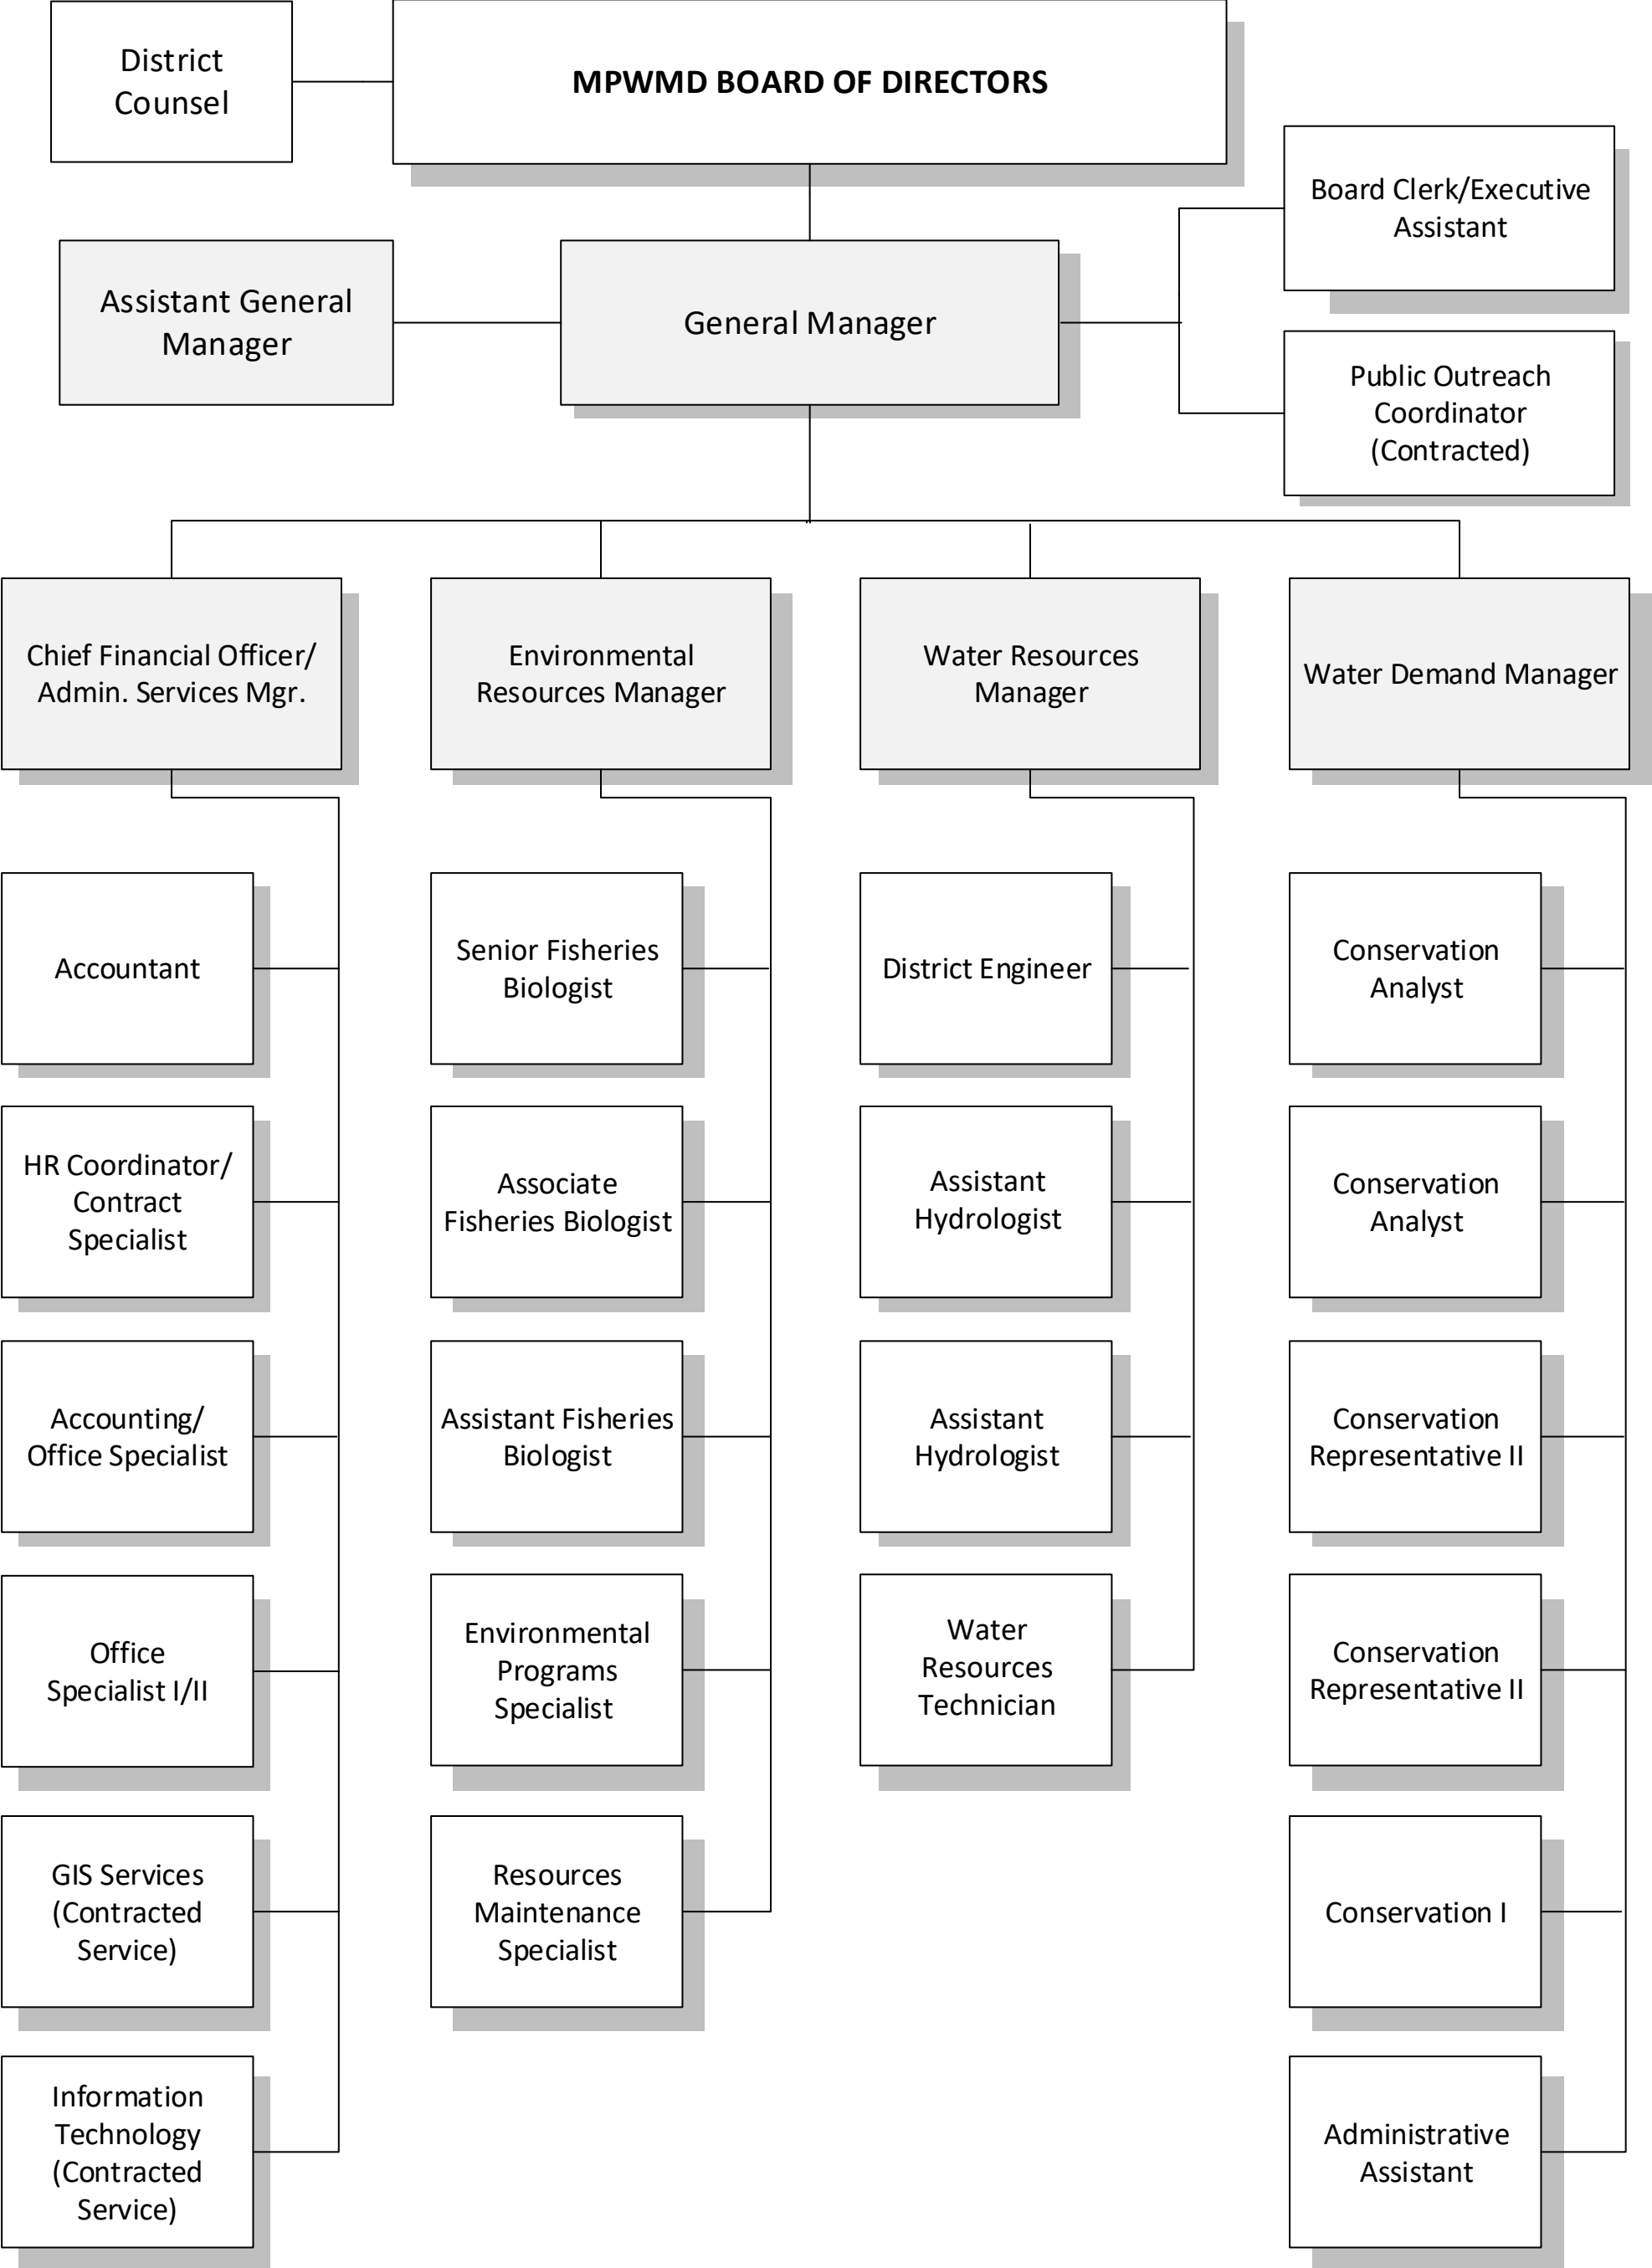 District
Counsel
MPWMD BOARD OF DIRECTORS
Board Clerk/Executive
Assistant
Assistant General
Manager
General Manager
Public Outreach
Coordinator
(Contracted)
Chief Financial Officer/
Admin. Services Mgr.
Environmental
Resources Manager
Water Resources
Manager
Water Demand Manager
Accountant
Senior Fisheries
Biologist
District Engineer
Conservation
Analyst
HR Coordinator/
Contract
Specialist
Associate
Fisheries Biologist
Assistant
Hydrologist
Conservation
Analyst
Accounting/
Office Specialist
Assistant Fisheries
Biologist
Assistant
Hydrologist
Conservation
Representative II
Office
Specialist I/II
Environmental
Programs
Specialist
Water
Resources
Technician
Conservation
Representative II
GIS Services
(Contracted
Service)
Resources
Maintenance
Specialist
Conservation I
Information
Technology
(Contracted
Service)
Administrative
Assistant